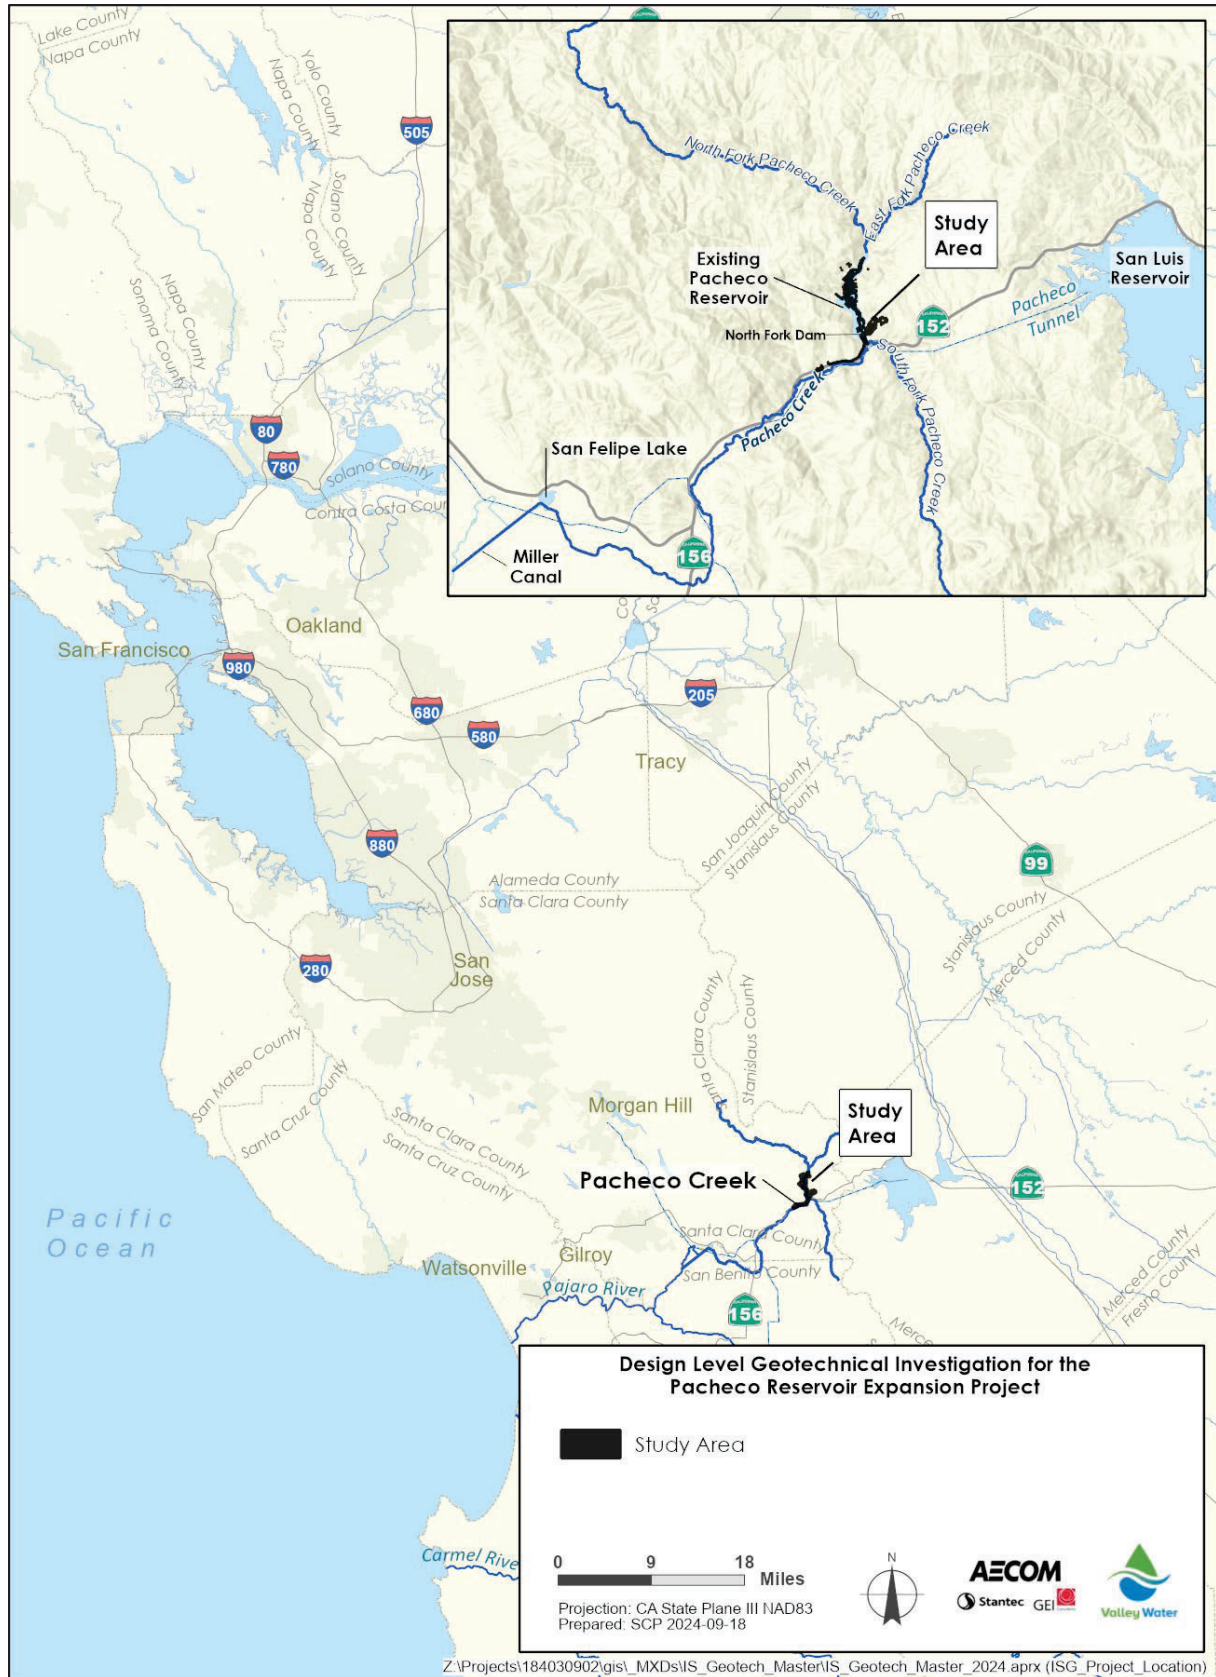 Lake County
Napa County
Yolo County
Napa County
Solano County
Napa County
Napa County
Sonoma County
505
80
780
Solano County
Contra Costa Coun
North Fork Pacheco Creek
East Fork Pacheco Creek
Study
Area
Existing
Pacheco
Reservoir
San Luis
Reservoir
Pacheco
Tunnel
CALIFORNIA
152
North Fork Dam
South Fork Pacheco Creek
Pacheco Creek
San Felipe Lake
Miller
Canal
CALIFORNIA
156
Oakland
San Francisco
980
680
580
205
Tracy
San Joaquin County
Stanislaus County
880
CALIFORNIA
99
Alameda County
Santa Clara County
Stanislaus County
Merced County
San
Jose
280
San Mateo County
Santa Cruz County
Santa Clara County
Santa Cruz County
Santa Clara County
Stanislaus County
Morgan Hill
Study
Area
Pacheco Creek
CALIFORNIA
152
Pacific
Ocean
Santa Clara County
San Benito County
Gilroy
Watsonville
Pajaro River
CALIFORNIA
156
Merced County
Fresno County
Merced
Carmel River
Design Level Geotechnical Investigation for the
Pacheco Reservoir Expansion Project
Study Area
0 9 18
Miles
Projection: CA State Plane III NAD83
Prepared: SCP 2024-09-18
N
AECOM
Stantec
GEI
Valley Water
Z:\Projects\184030902\gis\_MXDs\IS_Geotech_Master\IS_Geotech_Master_2024.aprx (ISG_Project_Location)